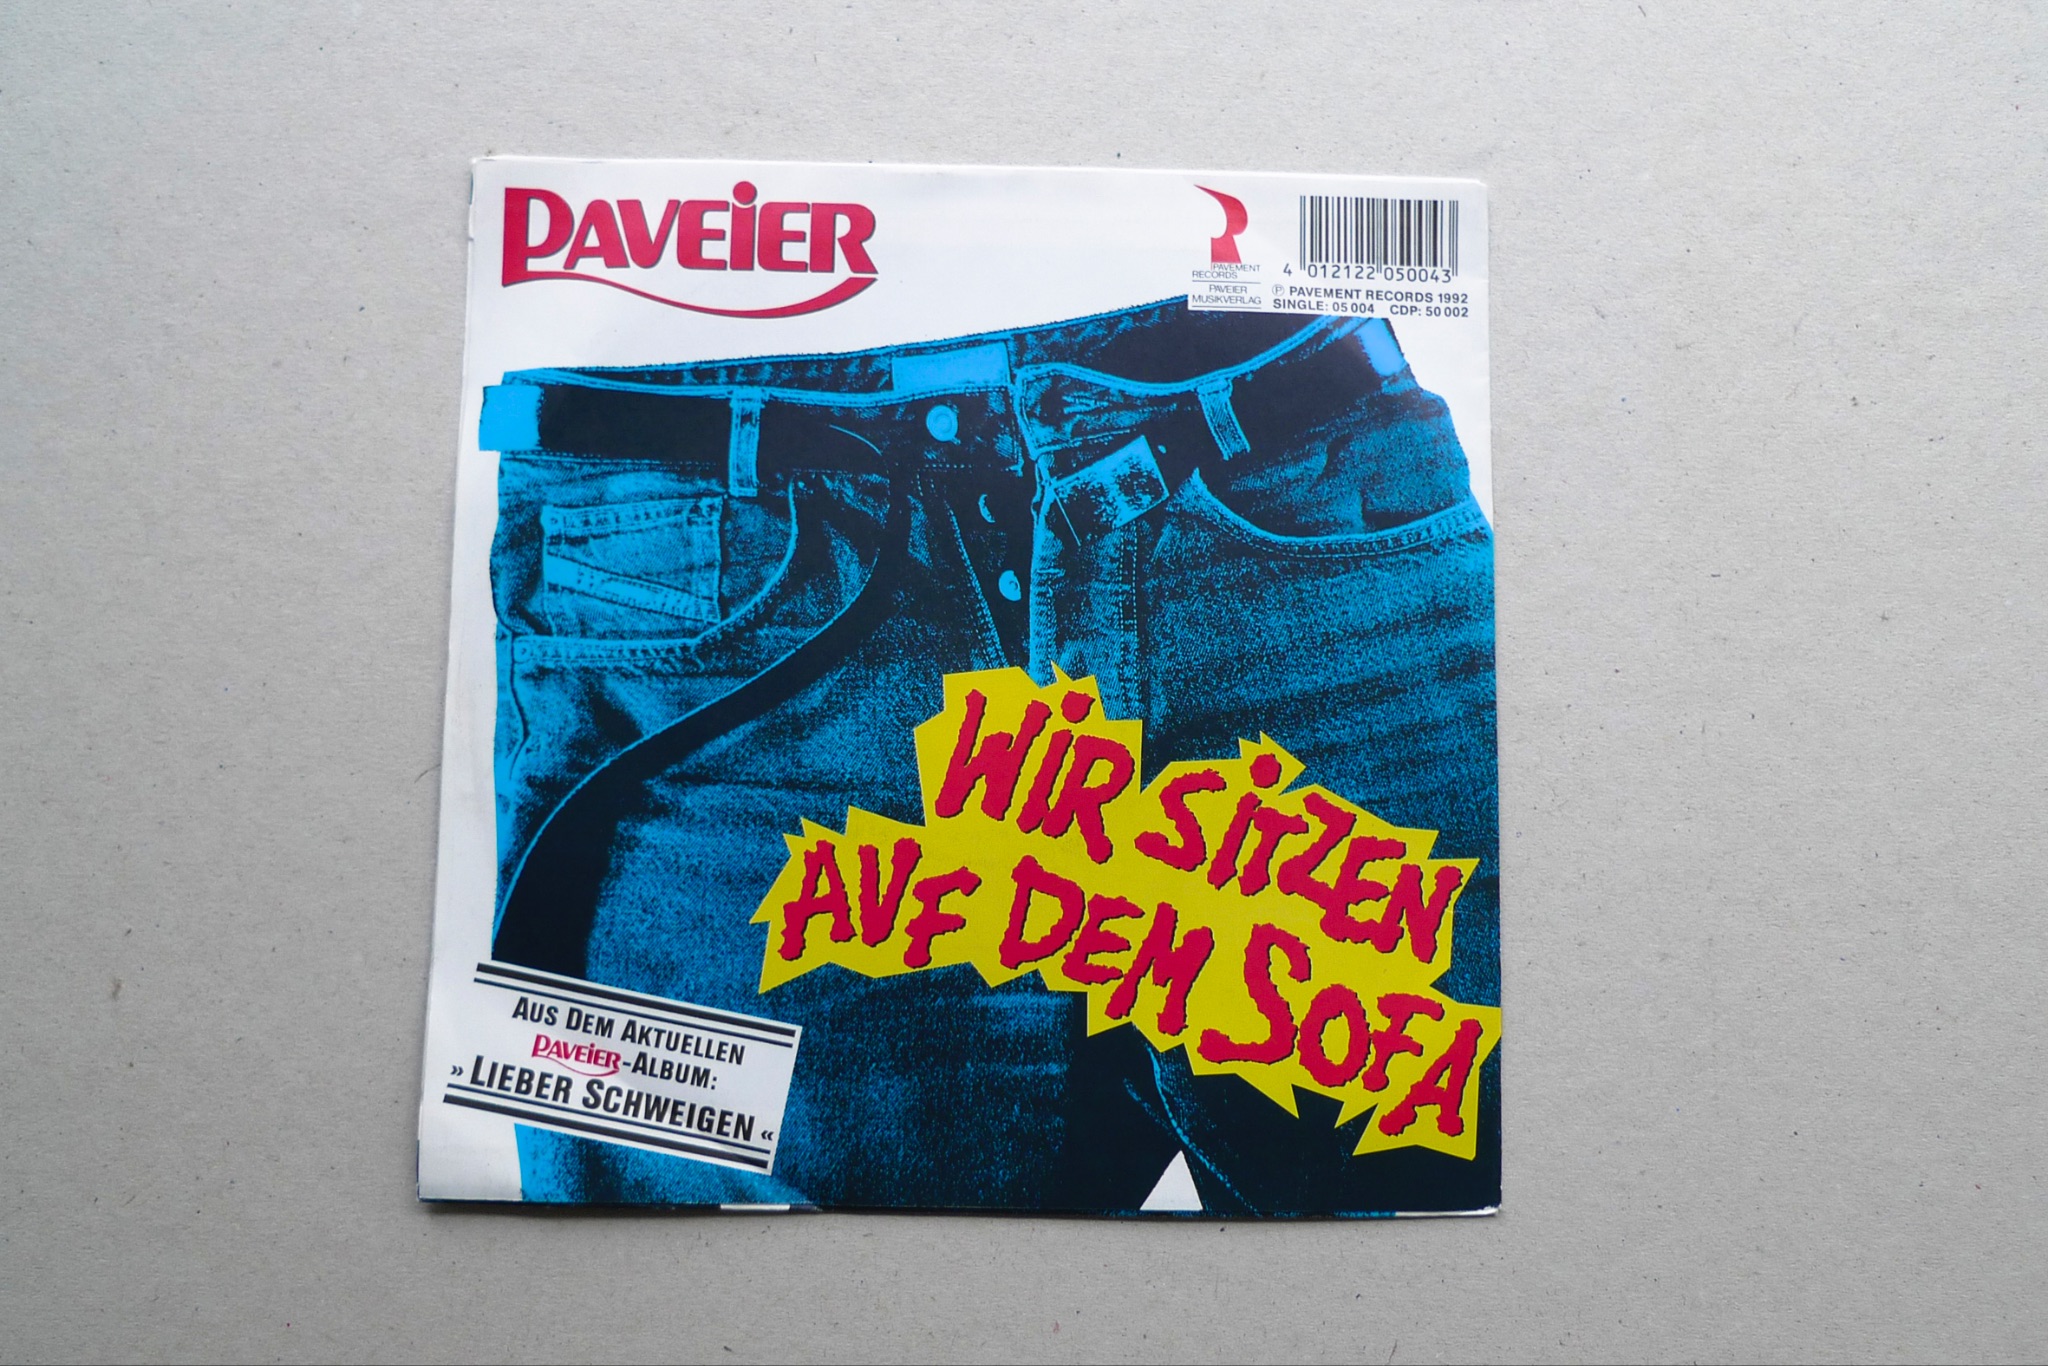 PAVEiER
PAVEMENT
RECORDS
PAVEIER
MUSIKVERLAG
4 012122 050043
Ⓟ PAVEMENT RECORDS 1992
SINGLE: 05 004 CDP: 50 002
WiR SiTZEN
AUF DEM SOFA
AUS DEM AKTUELLEN
PAVEiER-ALBUM:
» LIEBER SCHWEIGEN «